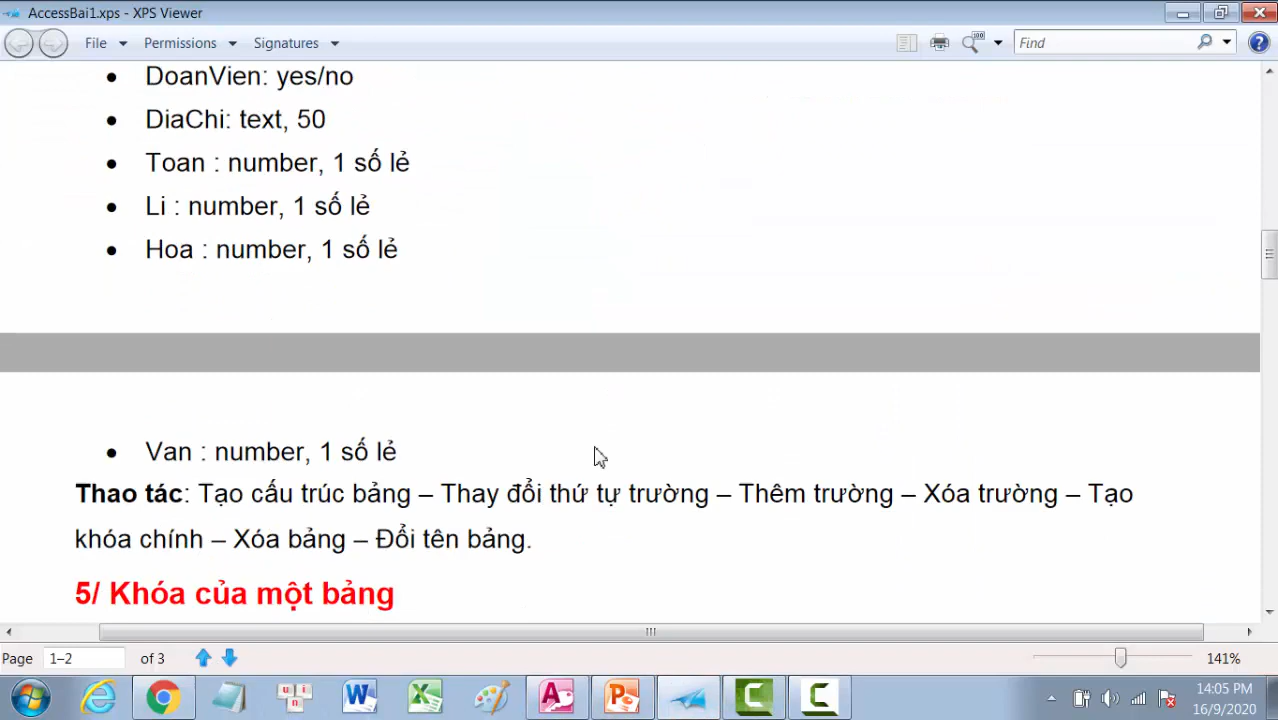 AccessBai1.xps - XPS Viewer
File Permissions Signatures Find
DoanVien: yes/no
DiaChi: text, 50
Toan : number, 1 số lẻ
Li : number, 1 số lẻ
Hoa : number, 1 số lẻ
Van : number, 1 số lẻ
Thao tác: Tạo cấu trúc bảng – Thay đổi thứ tự trường – Thêm trường – Xóa trường – Tạo
khóa chính – Xóa bảng – Đổi tên bảng.
5/ Khóa của một bảng
Page 1–2 of 3 141%
14:05 PM
16/9/2020